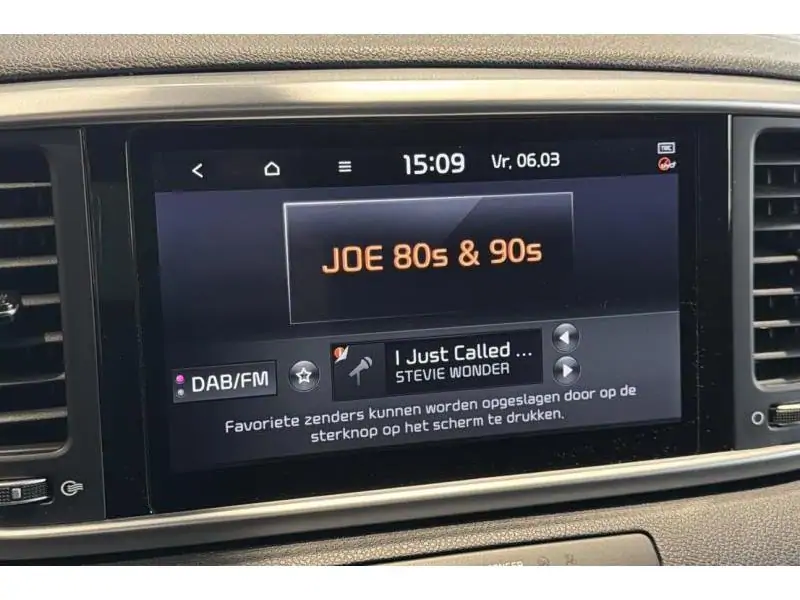 15:09 Vr, 06.03
TMC
JOE 80s & 90s
I Just Called ...
STEVIE WONDER
DAB/FM
Favoriete zenders kunnen worden opgeslagen door op de
sterknop op het scherm te drukken.